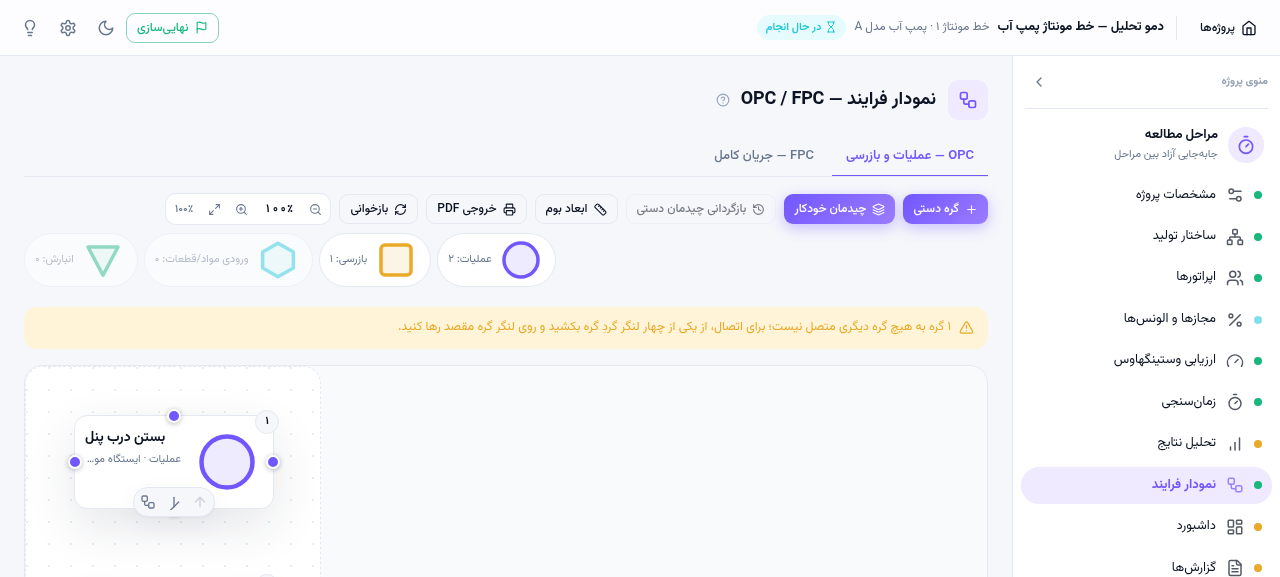 پروژه‌ها
دمو تحلیل — خط مونتاژ پمپ آب
خط مونتاژ ۱ · پمپ آب مدل A
در حال انجام
نهایی‌سازی
منوی پروژه
مراحل مطالعه
جابه‌جایی آزاد بین مراحل
مشخصات پروژه
ساختار تولید
اپراتورها
مجازها و الونس‌ها
ارزیابی وستینگهاوس
زمان‌سنجی
تحلیل نتایج
نمودار فرایند
داشبورد
گزارش‌ها
نمودار فرایند — OPC / FPC
OPC — عملیات و بازرسی
FPC — جریان کامل
گره دستی
چیدمان خودکار
بازگردانی چیدمان دستی
ابعاد بوم
خروجی PDF
بازخوانی
۱۰۰٪
۱۰۰٪
عملیات: ۲
بازرسی: ۱
ورودی مواد/قطعات: ۰
انبارش: ۰
۱ گره به هیچ گره دیگری متصل نیست؛ برای اتصال، از یکی از چهار لنگر گردِ گره بکشید و روی لنگر گره مقصد رها کنید.
۱
بستن درب پنل
عملیات · ایستگاه مو...